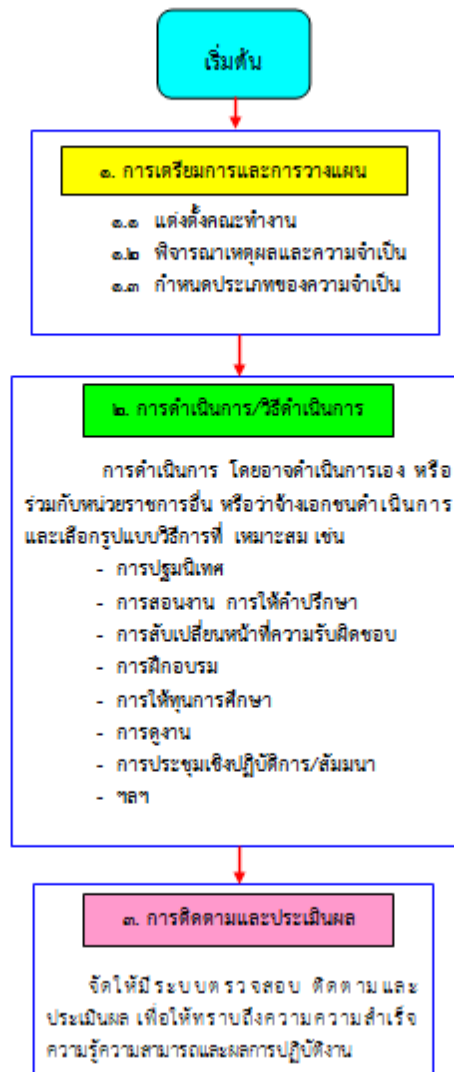 เริ่มต้น
๑. การเตรียมการและการวางแผน
๑.๑ แต่งตั้งคณะทำงาน
๑.๒ พิจารณาเหตุผลและความจำเป็น
๑.๓ กำหนดประเภทของความจำเป็น
๒. การดำเนินการ/วิธีดำเนินการ
การดำเนินการ โดยอาจดำเนินการเอง หรือ
ร่วมกับหน่วยราชการอื่น หรือว่าจ้างเอกชนดำเนินการ
และเลือกรูปแบบวิธีการที่ เหมาะสม เช่น
- การปฐมนิเทศ
- การสอนงาน การให้คำปรึกษา
- การสับเปลี่ยนหน้าที่ความรับผิดชอบ
- การฝึกอบรม
- การให้ทุนการศึกษา
- การดูงาน
- การประชุมเชิงปฏิบัติการ/สัมมนา
- ฯลฯ
๓. การติดตามและประเมินผล
จัดให้มีระบบตรวจสอบ ติดตามและ
ประเมินผล เพื่อให้ทราบถึงความความสำเร็จ
ความรู้ความสามารถและผลการปฏิบัติงาน